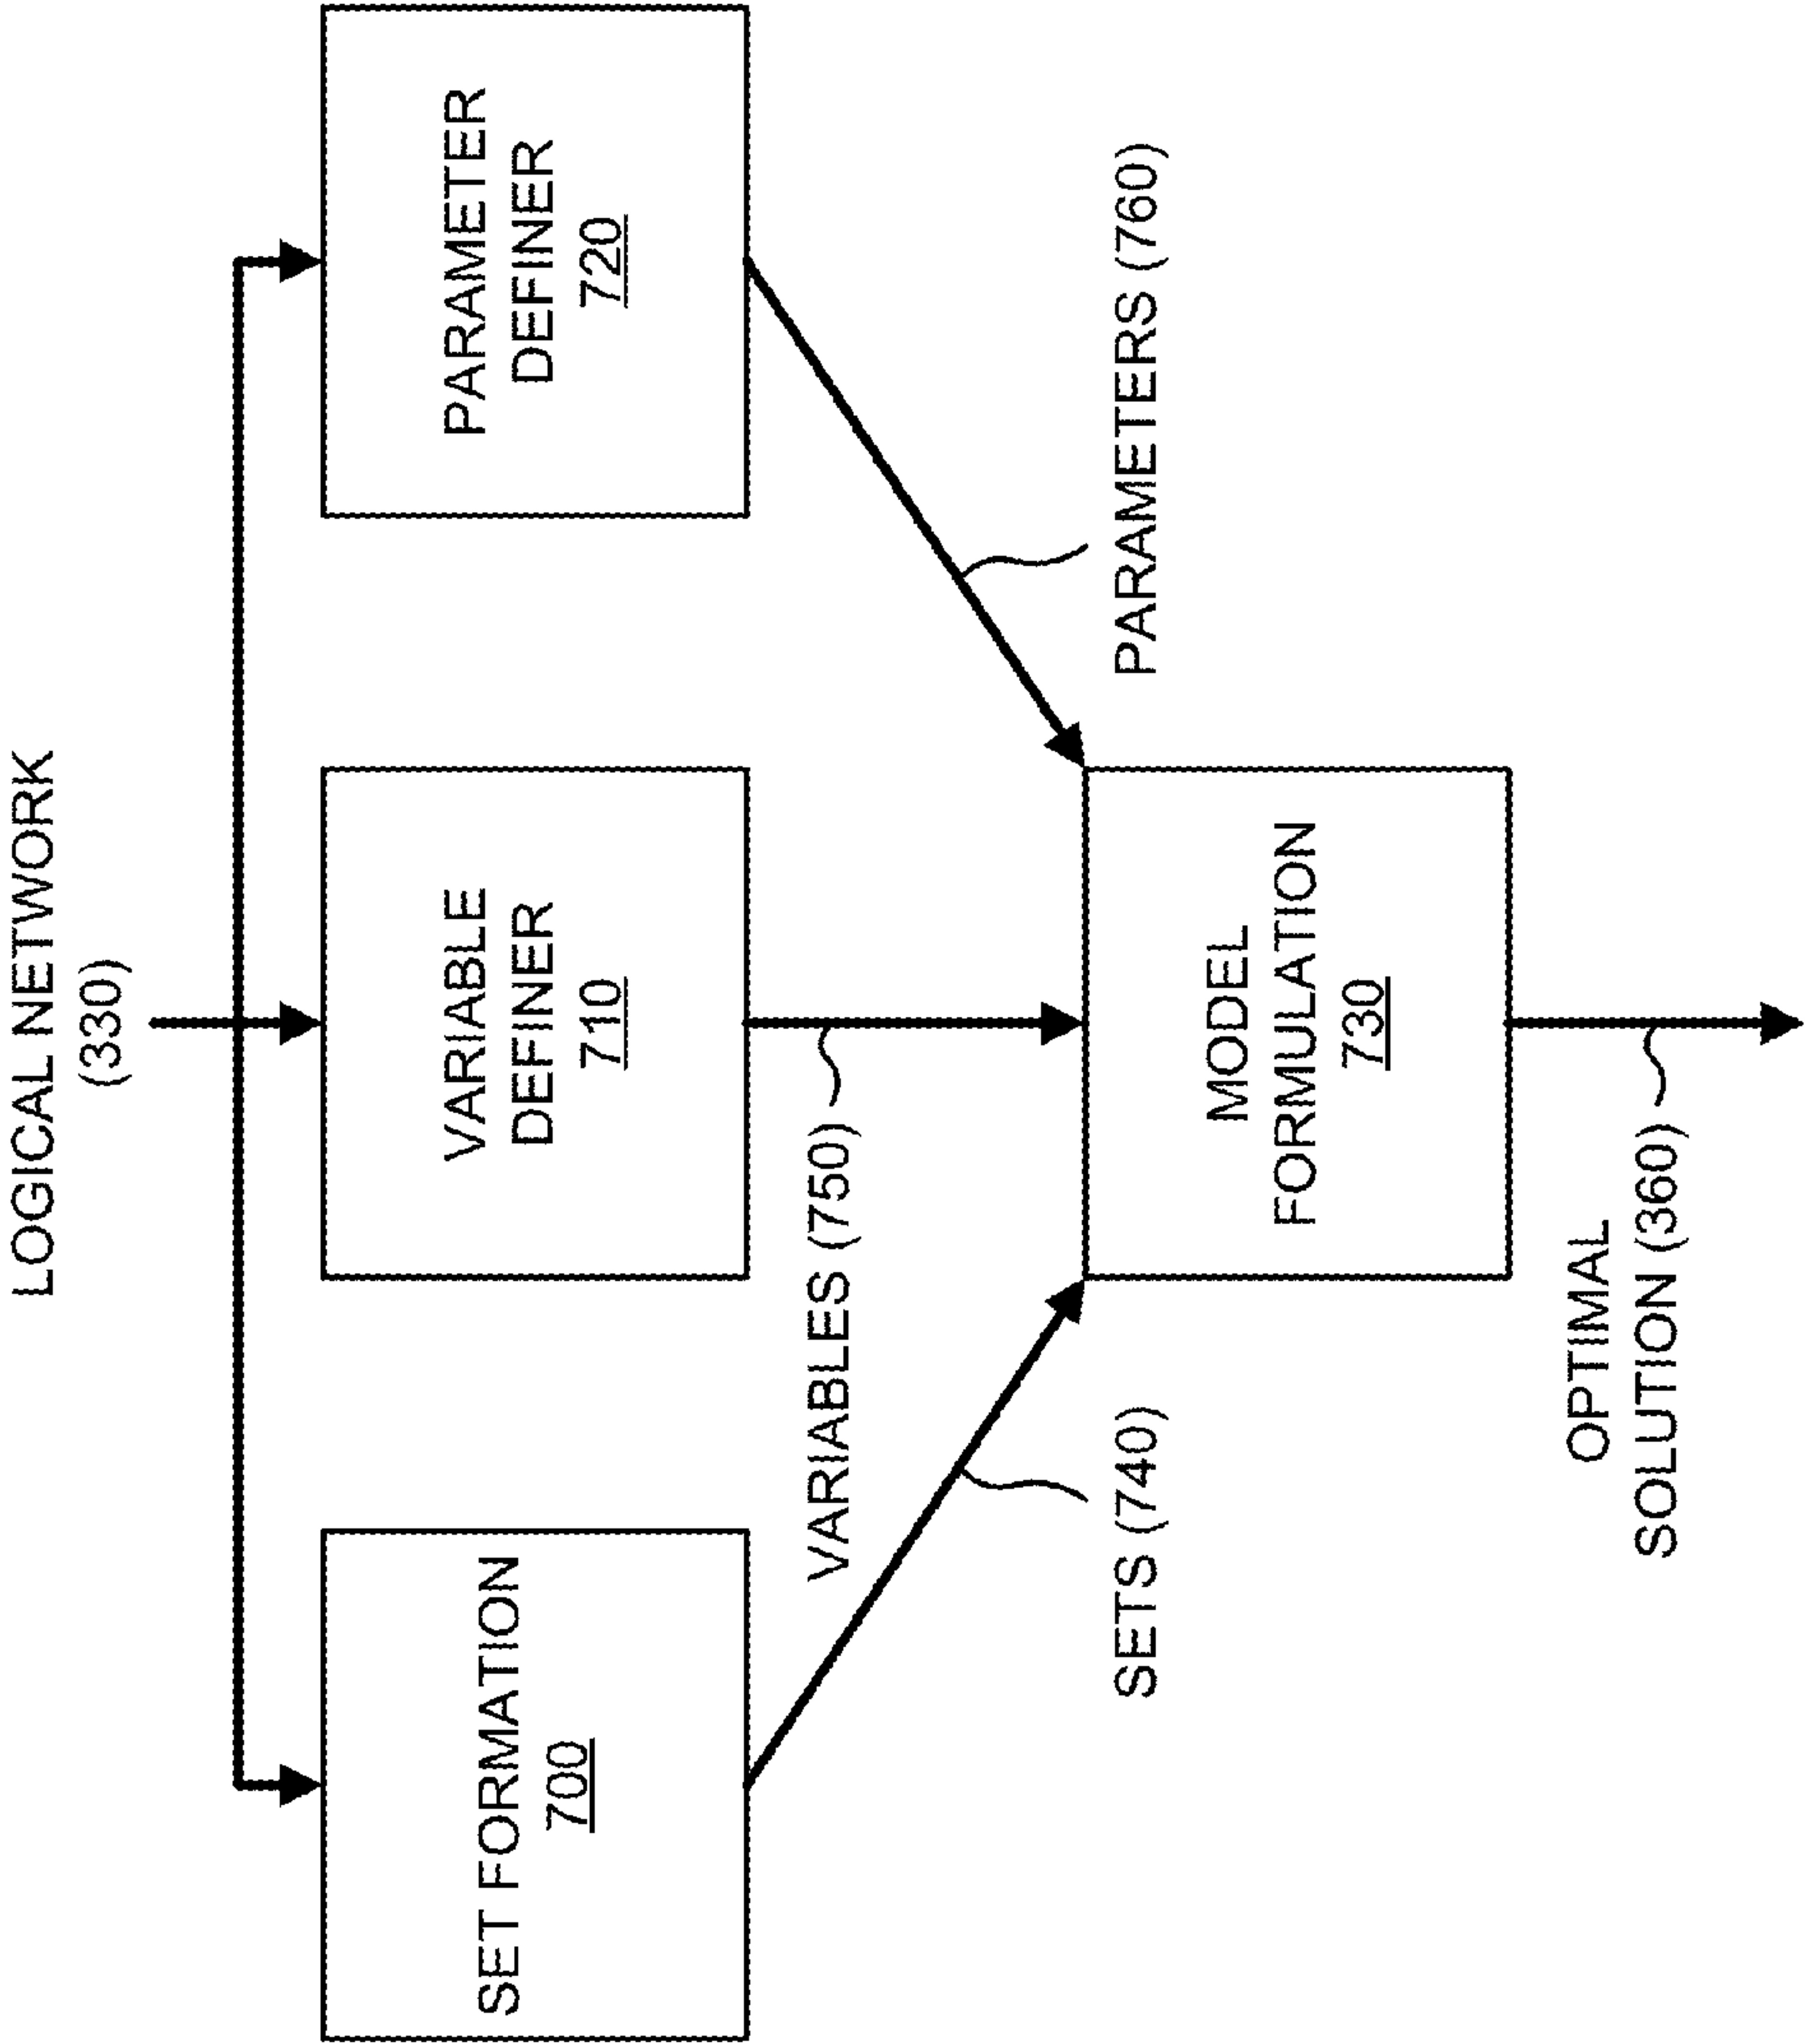 LOGICAL NETWORK
(330)
SET FORMATION
700
VARIABLE
DEFINER
710
PARAMETER
DEFINER
720
VARIABLES (750)
SETS (740)
PARAMETERS (760)
MODEL
FORMULATION
730
OPTIMAL
SOLUTION (360)